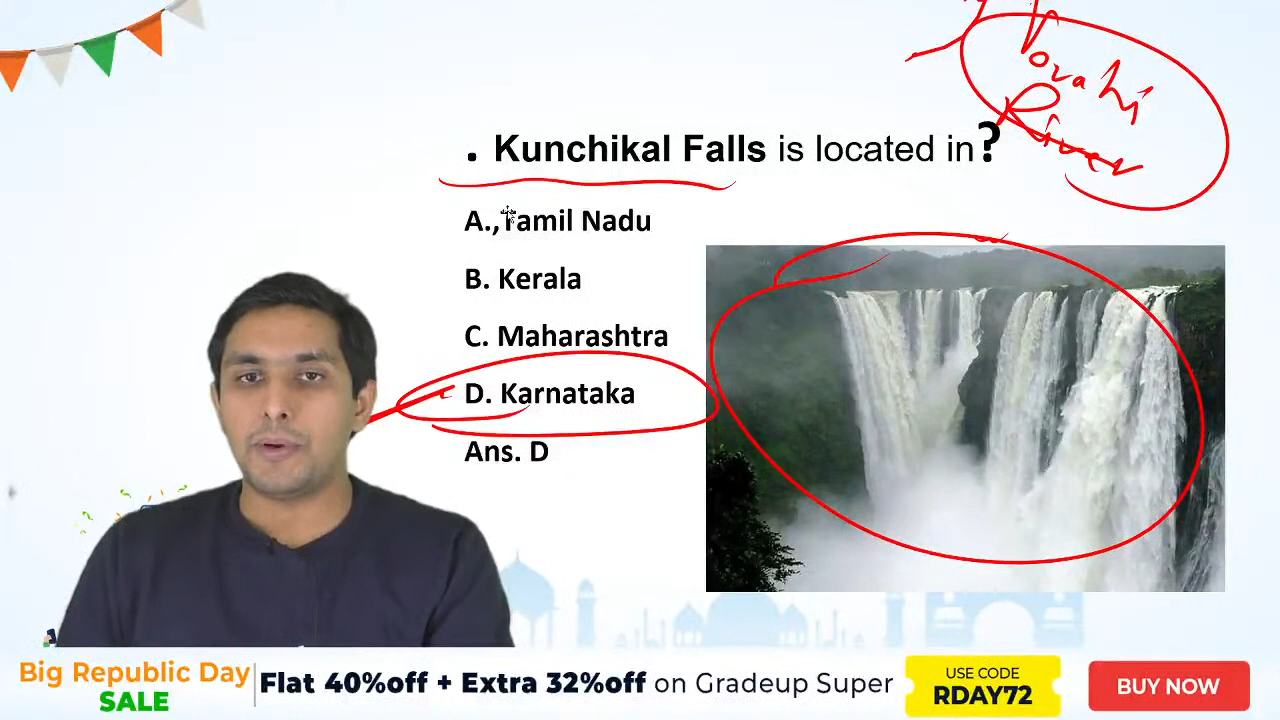 Vorahi
River
. Kunchikal Falls is located in?
A.,Tamil Nadu
B. Kerala
C. Maharashtra
D. Karnataka
Ans. D
Big Republic Day
SALE
Flat 40%off + Extra 32%off on Gradeup Super
USE CODE
RDAY72
BUY NOW